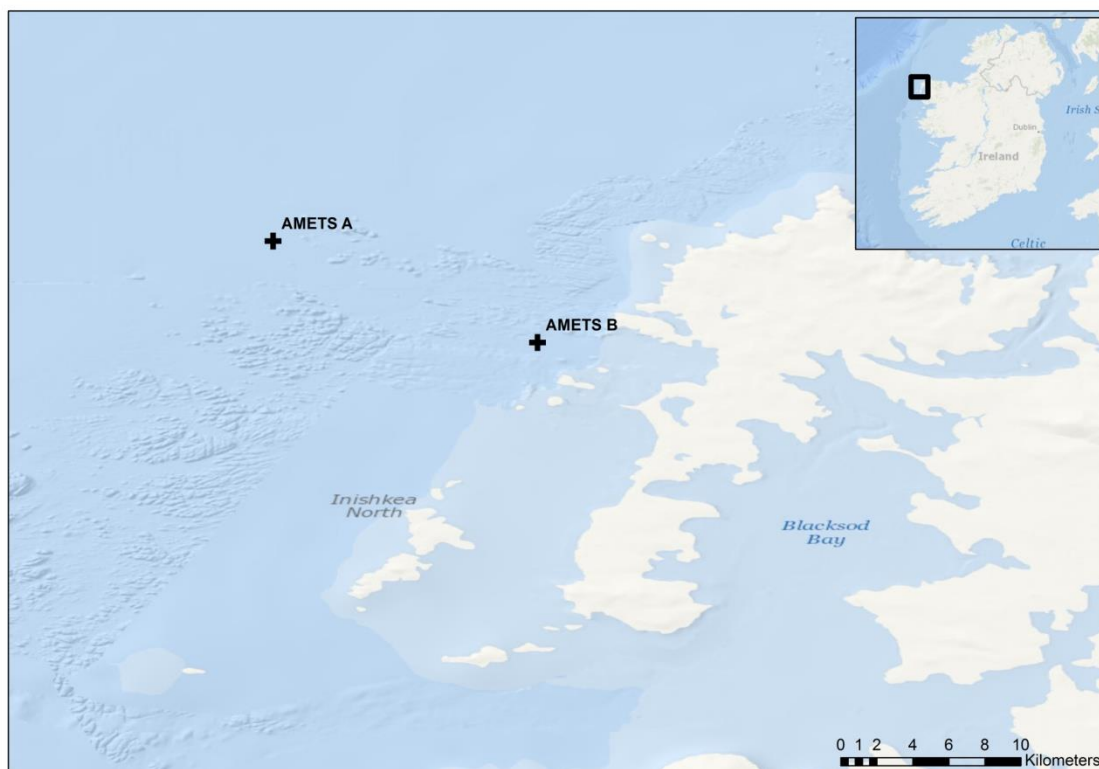 AMETS A
AMETS B
Inishkea
North
Blacksod
Bay
Dublin
Irish S
Ireland
Celtic
0 1 2 4 6 8 10
Kilometers